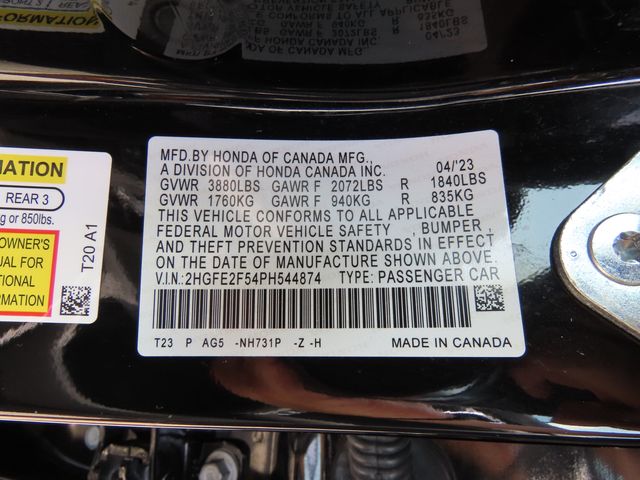 MFD.BY HONDA OF CANADA MFG., 04/'23
A DIVISION OF HONDA CANADA INC.
GVWR 3880LBS GAWR F 2072LBS R 1840LBS
GVWR 1760KG GAWR F 940KG R 835KG
THIS VEHICLE CONFORMS TO ALL APPLICABLE
FEDERAL MOTOR VEHICLE SAFETY , BUMPER ,
AND THEFT PREVENTION STANDARDS IN EFFECT
ON THE DATE OF MANUFACTURE SHOWN ABOVE.
V.I.N.:2HGFE2F54PH544874 TYPE:PASSENGER CAR
T23 P AG5 -NH731P -Z -H MADE IN CANADA
MATION
REAR 3
g or 850lbs.
OWNER'S
UAL FOR
ITIONAL
RMATION
T20 A1